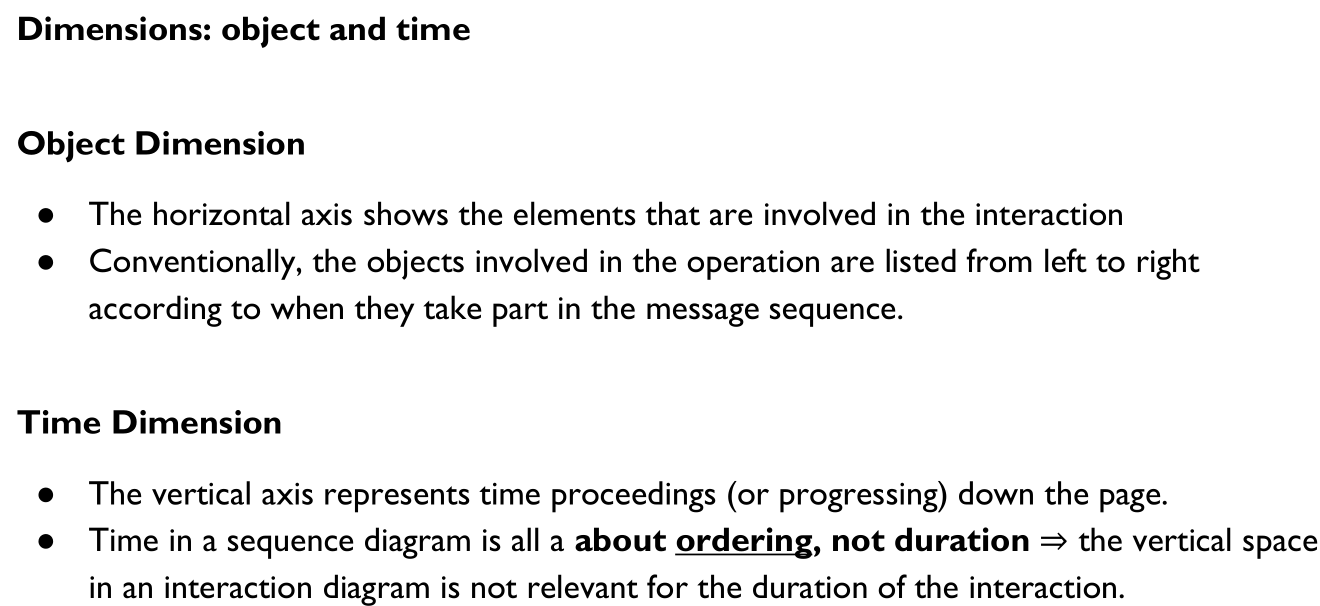 Dimensions: object and time
Object Dimension
● The horizontal axis shows the elements that are involved in the interaction
● Conventionally, the objects involved in the operation are listed from left to right
according to when they take part in the message sequence.
Time Dimension
● The vertical axis represents time proceedings (or progressing) down the page.
● Time in a sequence diagram is all a about ordering, not duration ⇒ the vertical space
in an interaction diagram is not relevant for the duration of the interaction.